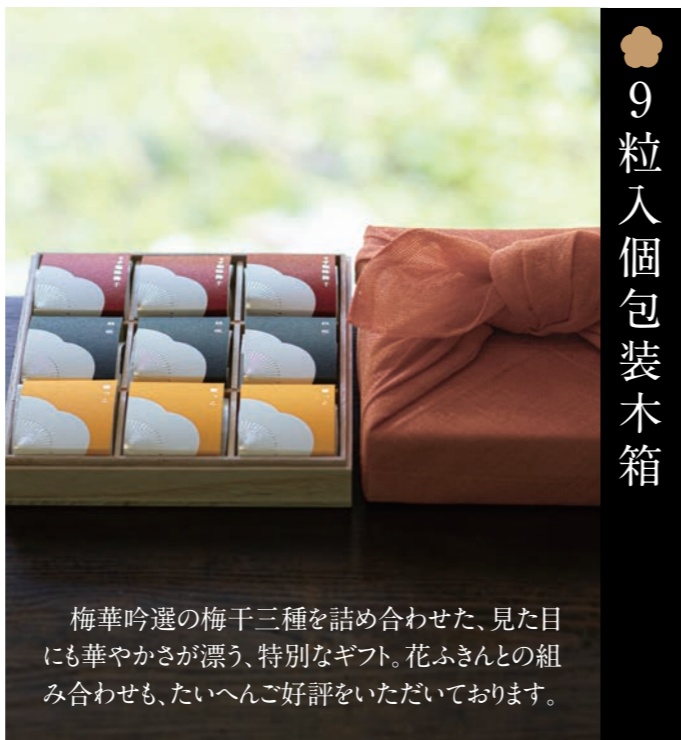 9粒入個包装木箱
梅華吟選の梅干三種を詰め合わせた、見た目
にも華やかさが漂う、特別なギフト。花ふきんとの組
み合わせも、たいへんご好評をいただいております。